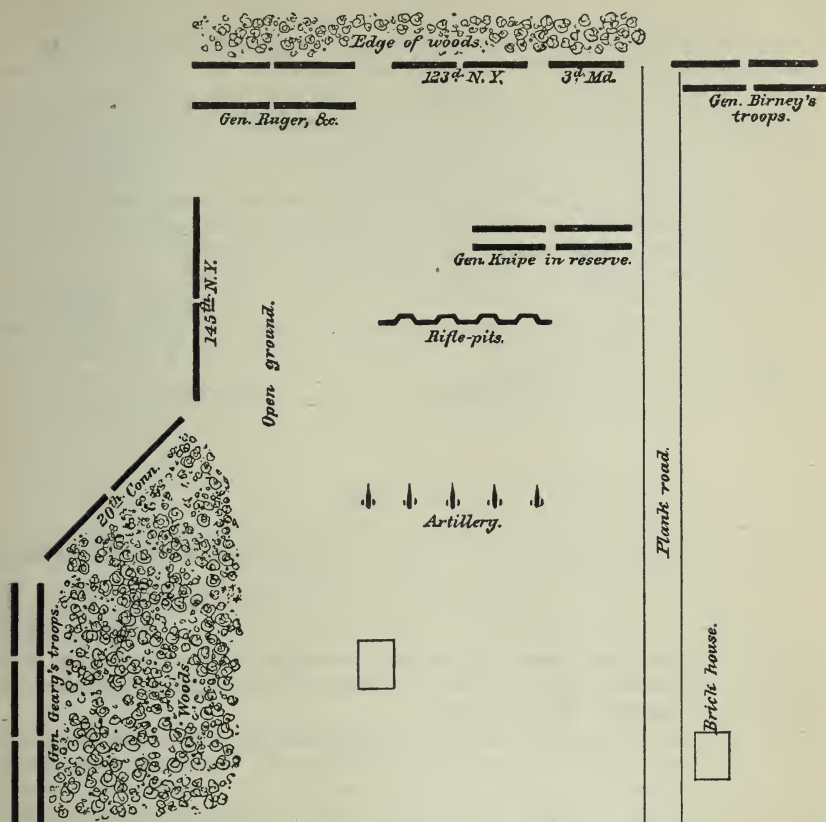 Edge of woods.
123d. N. Y.
3d. Md.
Gen. Birney's
troops.
Gen. Ruger, &c.
Gen. Knipe in reserve.
145th N.Y.
Open ground.
Rifle-pits.
20th. Conn.
Artillery.
Plank road.
Gen. Geary's troops.
Woods.
Brick house.